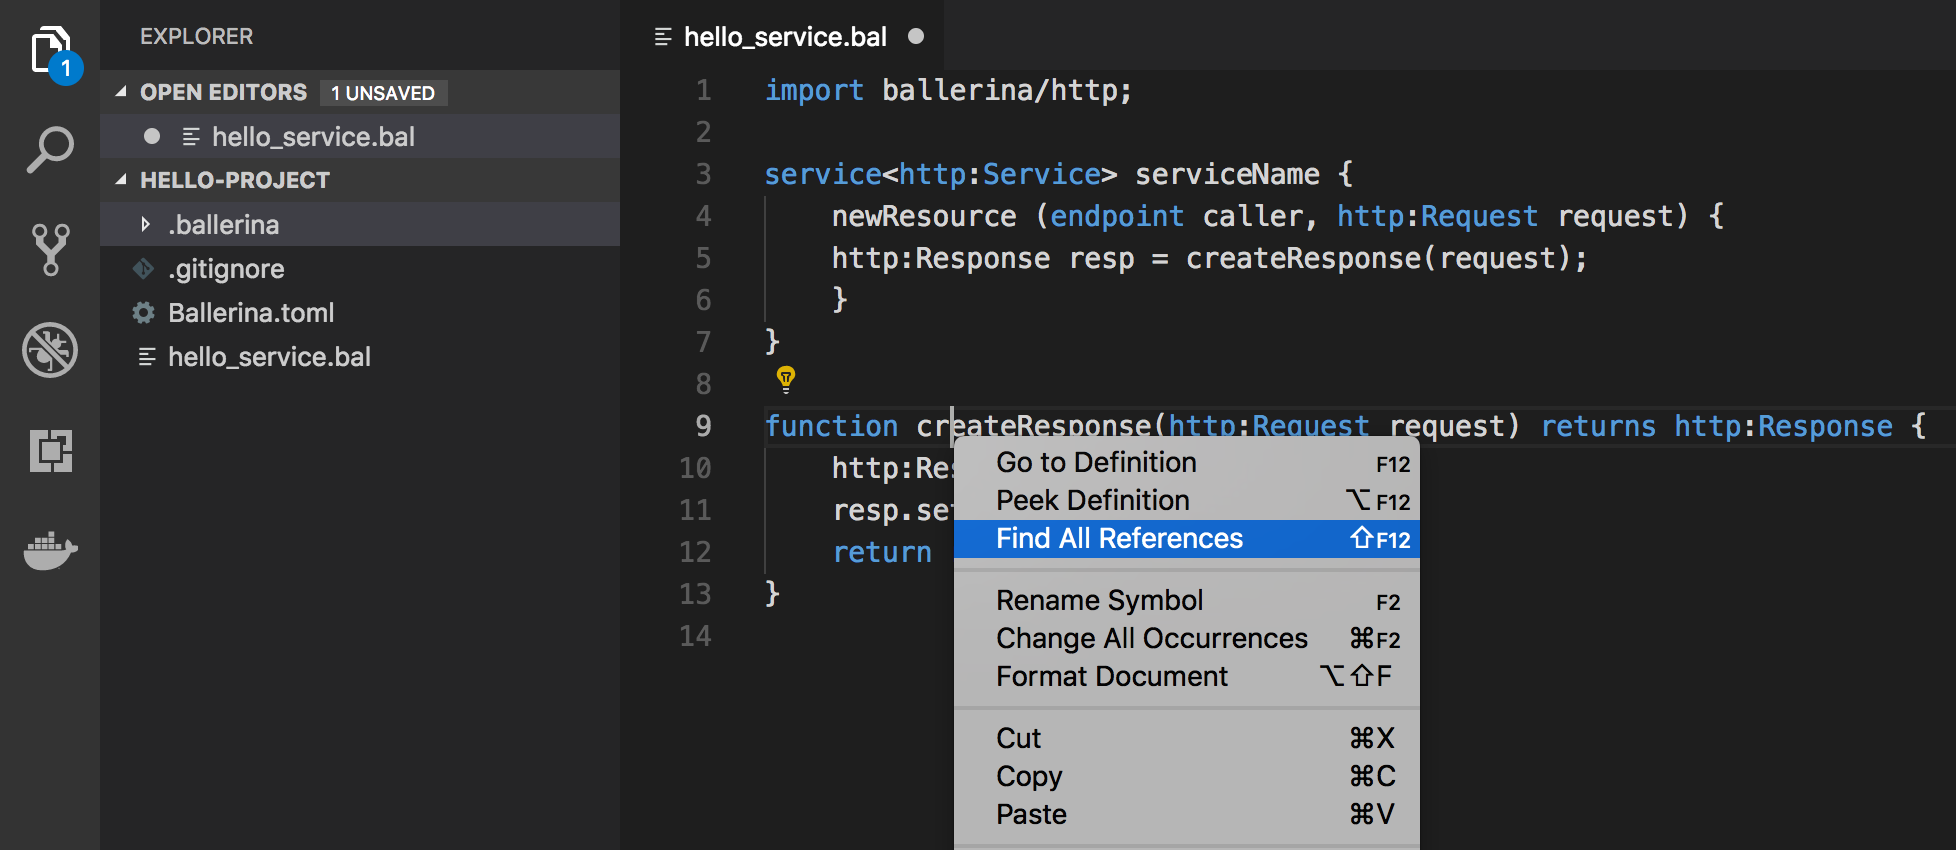 EXPLORER
OPEN EDITORS 1 UNSAVED
hello_service.bal
HELLO-PROJECT
.ballerina
.gitignore
Ballerina.toml
hello_service.bal
1
hello_service.bal
1 import ballerina/http;
2
3 service<http:Service> serviceName {
4 newResource (endpoint caller, http:Request request) {
5 http:Response resp = createResponse(request);
6 }
7 }
8
9 function createResponse(http:Request request) returns http:Response {
10 http:Res
11 resp.se
12 return
13 }
14
Go to Definition F12
Peek Definition ⌥F12
Find All References ⇧F12
Rename Symbol F2
Change All Occurrences ⌘F2
Format Document ⌥⇧F
Cut ⌘X
Copy ⌘C
Paste ⌘V